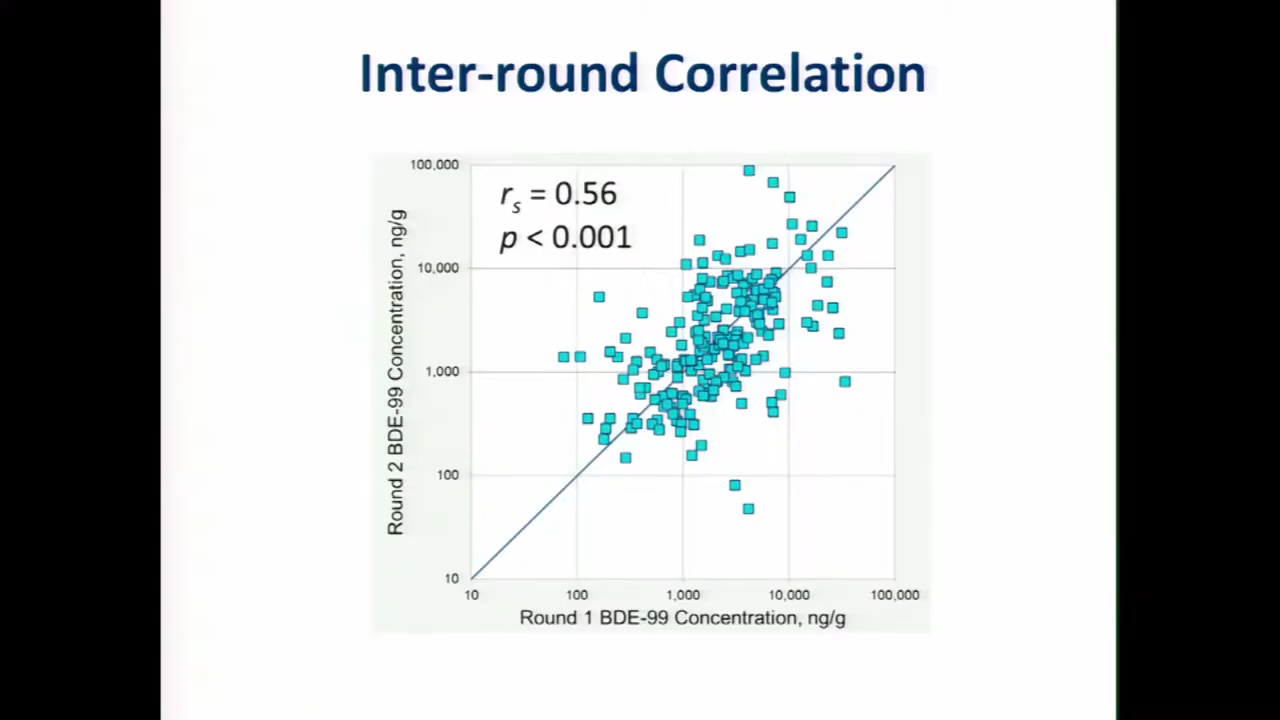 Inter-round Correlation
rs = 0.56
p < 0.001
100,000
10,000
1,000
100
10
Round 2 BDE-99 Concentration, ng/g
10 100 1,000 10,000 100,000
Round 1 BDE-99 Concentration, ng/g